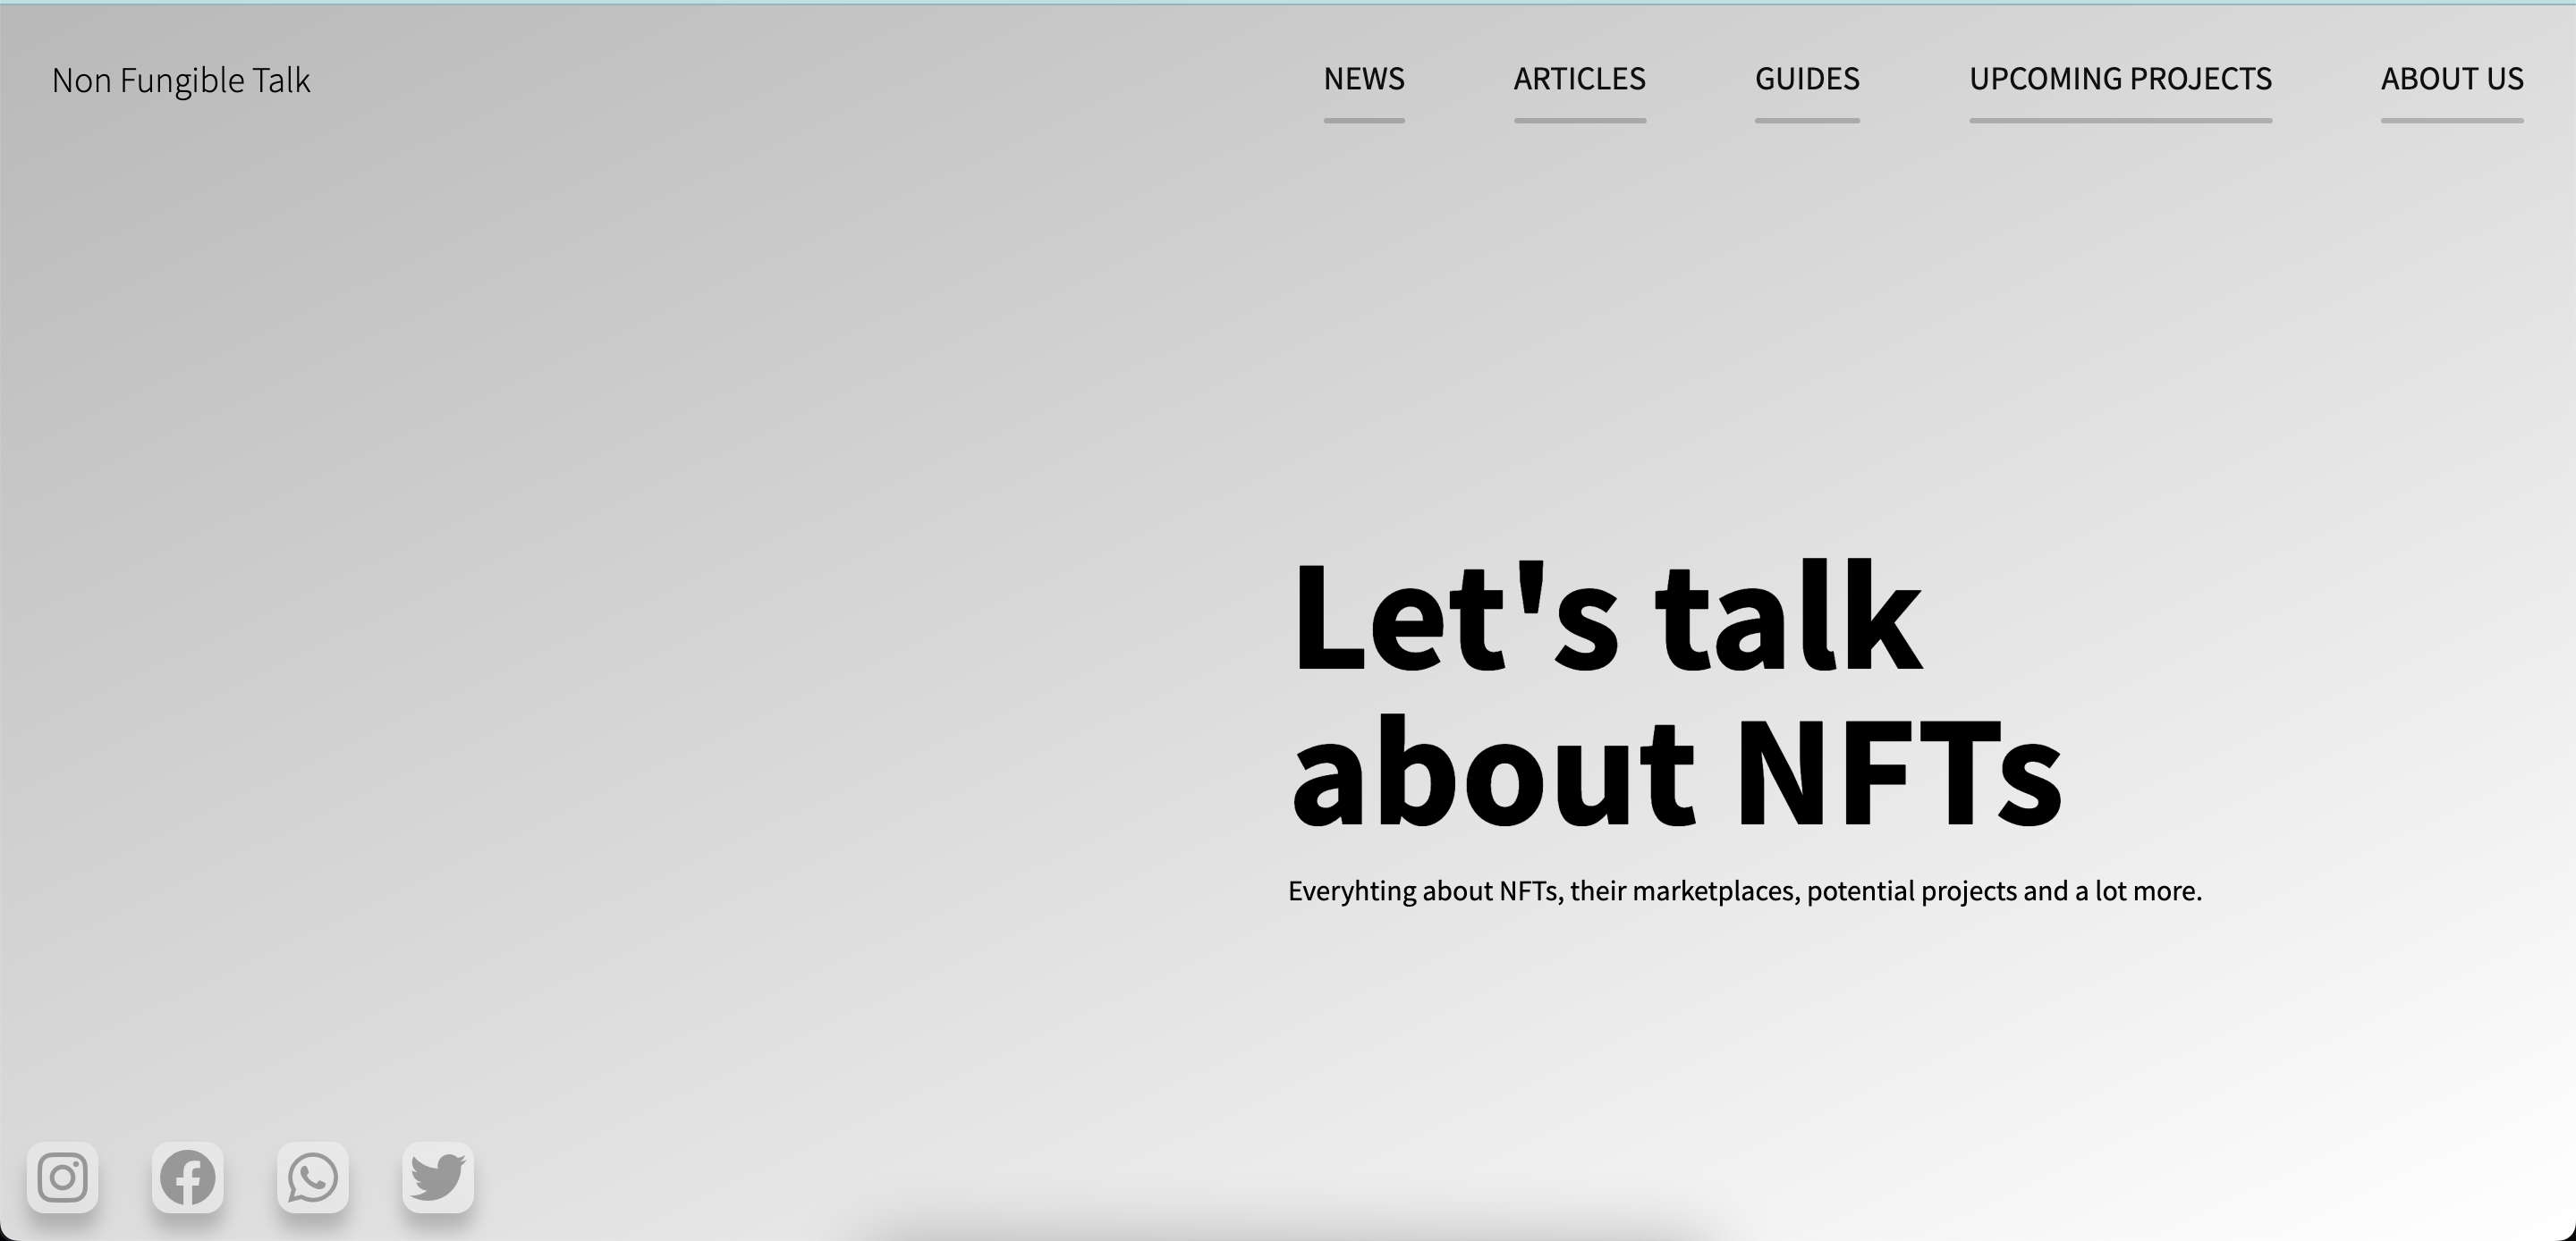 Non Fungible Talk
NEWS ARTICLES GUIDES UPCOMING PROJECTS ABOUT US
Let's talk
about NFTs
Everyhting about NFTs, their marketplaces, potential projects and a lot more.